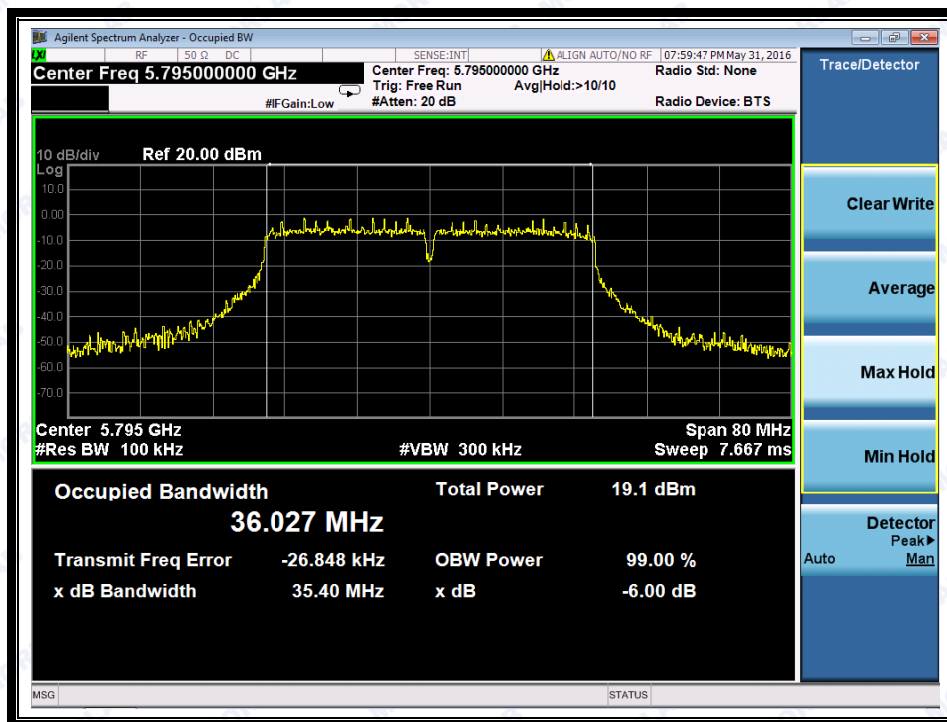 Agilent Spectrum Analyzer - Occupied BW
LXI
RF 50 Ω DC SENSE:INT ALIGN AUTO/NO RF 07:59:47 PM May 31, 2016
Center Freq 5.795000000 GHz
Center Freq: 5.795000000 GHz
Radio Std: None
Trig: Free Run Avg|Hold:>10/10
#IFGain:Low
#Atten: 20 dB
Radio Device: BTS
10 dB/div Ref 20.00 dBm
Log
10.0
0.00
-10.0
-20.0
-30.0
-40.0
-50.0
-60.0
-70.0
Center 5.795 GHz
Span 80 MHz
#Res BW 100 kHz
#VBW 300 kHz
Sweep 7.667 ms
Occupied Bandwidth
36.027 MHz
Total Power 19.1 dBm
Transmit Freq Error -26.848 kHz
OBW Power 99.00 %
x dB Bandwidth 35.40 MHz
x dB -6.00 dB
MSG
STATUS
Trace/Detector
Clear Write
Average
Max Hold
Min Hold
Detector
Peak▶
Auto Man